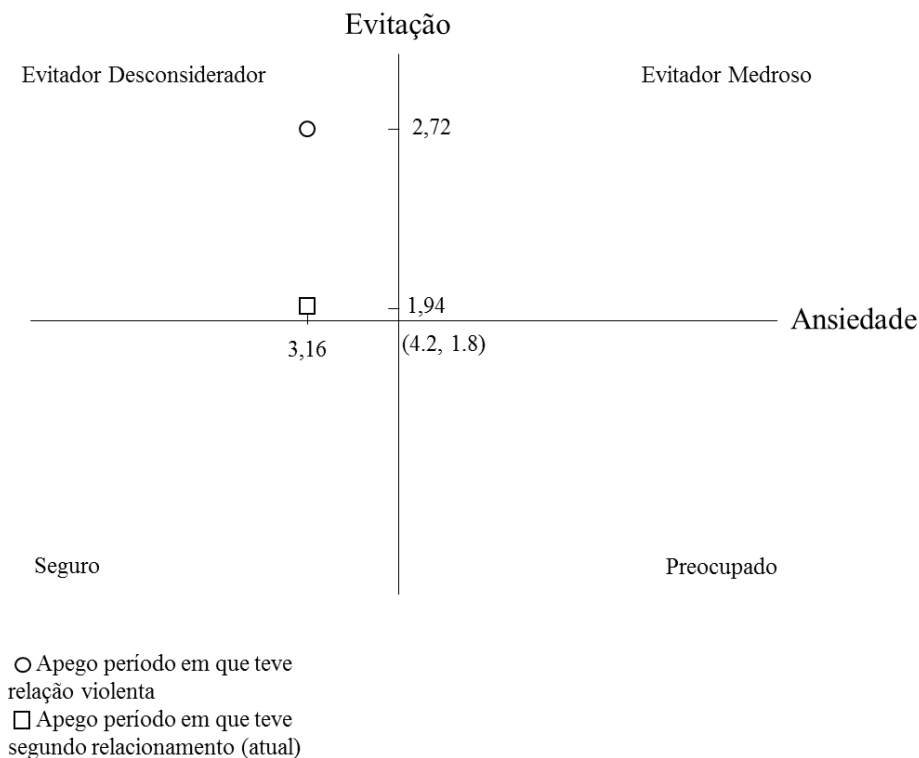 Evitação
Evitador Desconsiderador
Evitador Medroso
2,72
1,94
Ansiedade
3,16
(4.2, 1.8)
Seguro
Preocupado
Apego período em que teve
relação violenta
Apego período em que teve
segundo relacionamento (atual)